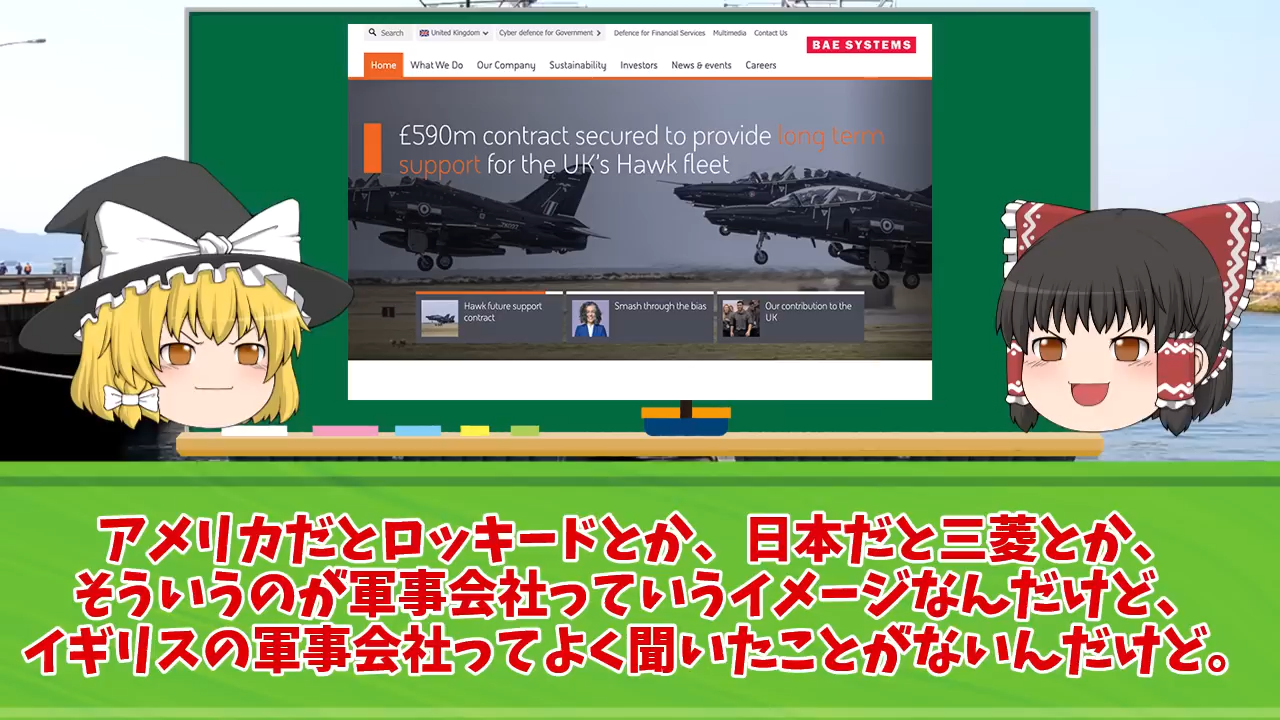 Search
United Kingdom
Cyber defence for Government
Defence for Financial Services
Multimedia
Contact Us
BAE SYSTEMS
Home
What We Do
Our Company
Sustainability
Investors
News & events
Careers
£590m contract secured to provide long term
support for the UK's Hawk fleet
Hawk future support
contract
Smash through the bias
Our contribution to the
UK
アメリカだとロッキードとか、日本だと三菱とか、
そういうのが軍事会社っていうイメージなんだけど、
イギリスの軍事会社ってよく聞いたことがないんだけど。